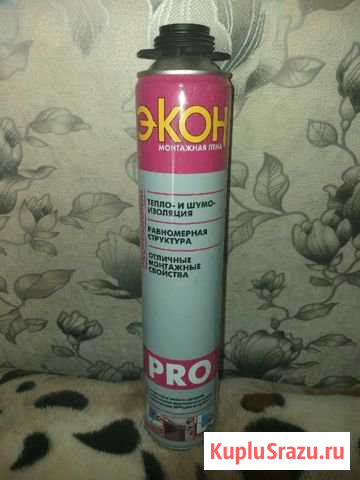 ЭКОН
МОНТАЖНАЯ ПЕНА
ТЕПЛО- И ШУМО-
ИЗОЛЯЦИЯ
РАВНОМЕРНАЯ
СТРУКТУРА
ОТЛИЧНЫЕ
МОНТАЖНЫЕ
СВОЙСТВА
PRO
KupluSrazu.ru